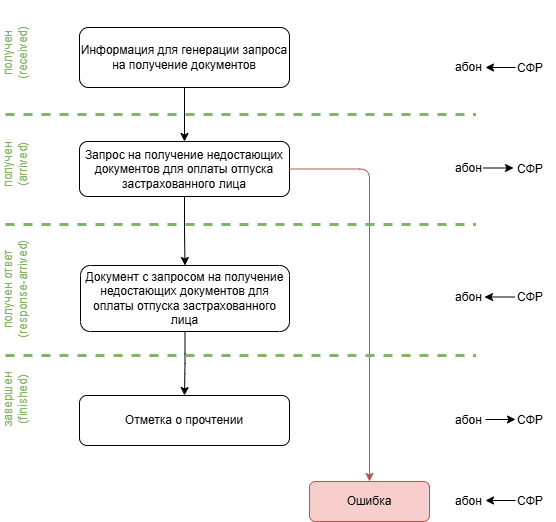 получен
(received)
Информация для генерации запроса
на получение документов
абон
СФР
получен
(arrived)
Запрос на получение недостающих
документов для оплаты отпуска
застрахованного лица
абон
СФР
получен ответ
(response-arrived)
Документ с запросом на получение
недостающих документов для
оплаты отпуска застрахованного
лица
абон
СФР
завершен
(finished)
Отметка о прочтении
абон
СФР
Ошибка
абон
СФР